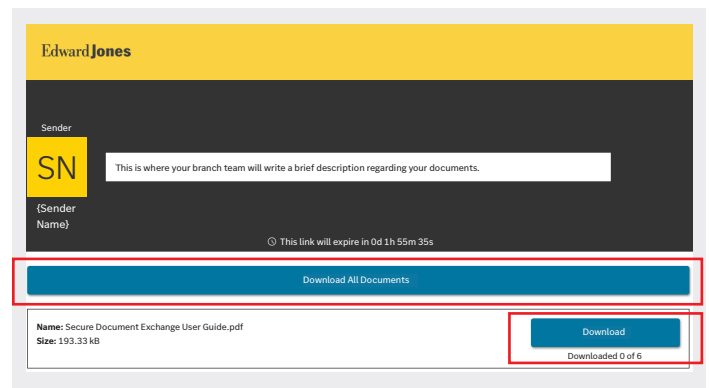 Edward Jones
Sender
SN
This is where your branch team will write a brief description regarding your documents.
{Sender
Name}
This link will expire in 0d 1h 55m 35s
Download All Documents
Name: Secure Document Exchange User Guide.pdf
Size: 193.33 kB
Download
Downloaded 0 of 6